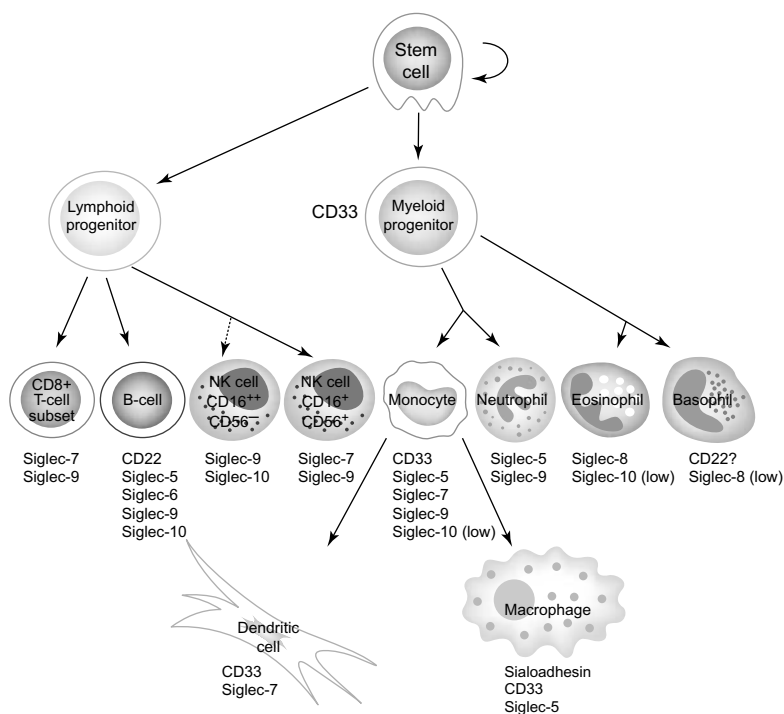 Stem
cell
Lymphoid
progenitor
CD33
Myeloid
progenitor
CD8+
T-cell
subset
B-cell
NK cell
CD16++
CD56-
NK cell
CD16+
CD56+
Monocyte
Neutrophil
Eosinophil
Basophil
Siglec-7
Siglec-9
CD22
Siglec-5
Siglec-6
Siglec-9
Siglec-10
Siglec-9
Siglec-10
Siglec-7
Siglec-9
CD33
Siglec-5
Siglec-7
Siglec-9
Siglec-10 (low)
Siglec-5
Siglec-9
Siglec-8
Siglec-10 (low)
CD22?
Siglec-8 (low)
Dendritic
cell
CD33
Siglec-7
Macrophage
Sialoadhesin
CD33
Siglec-5